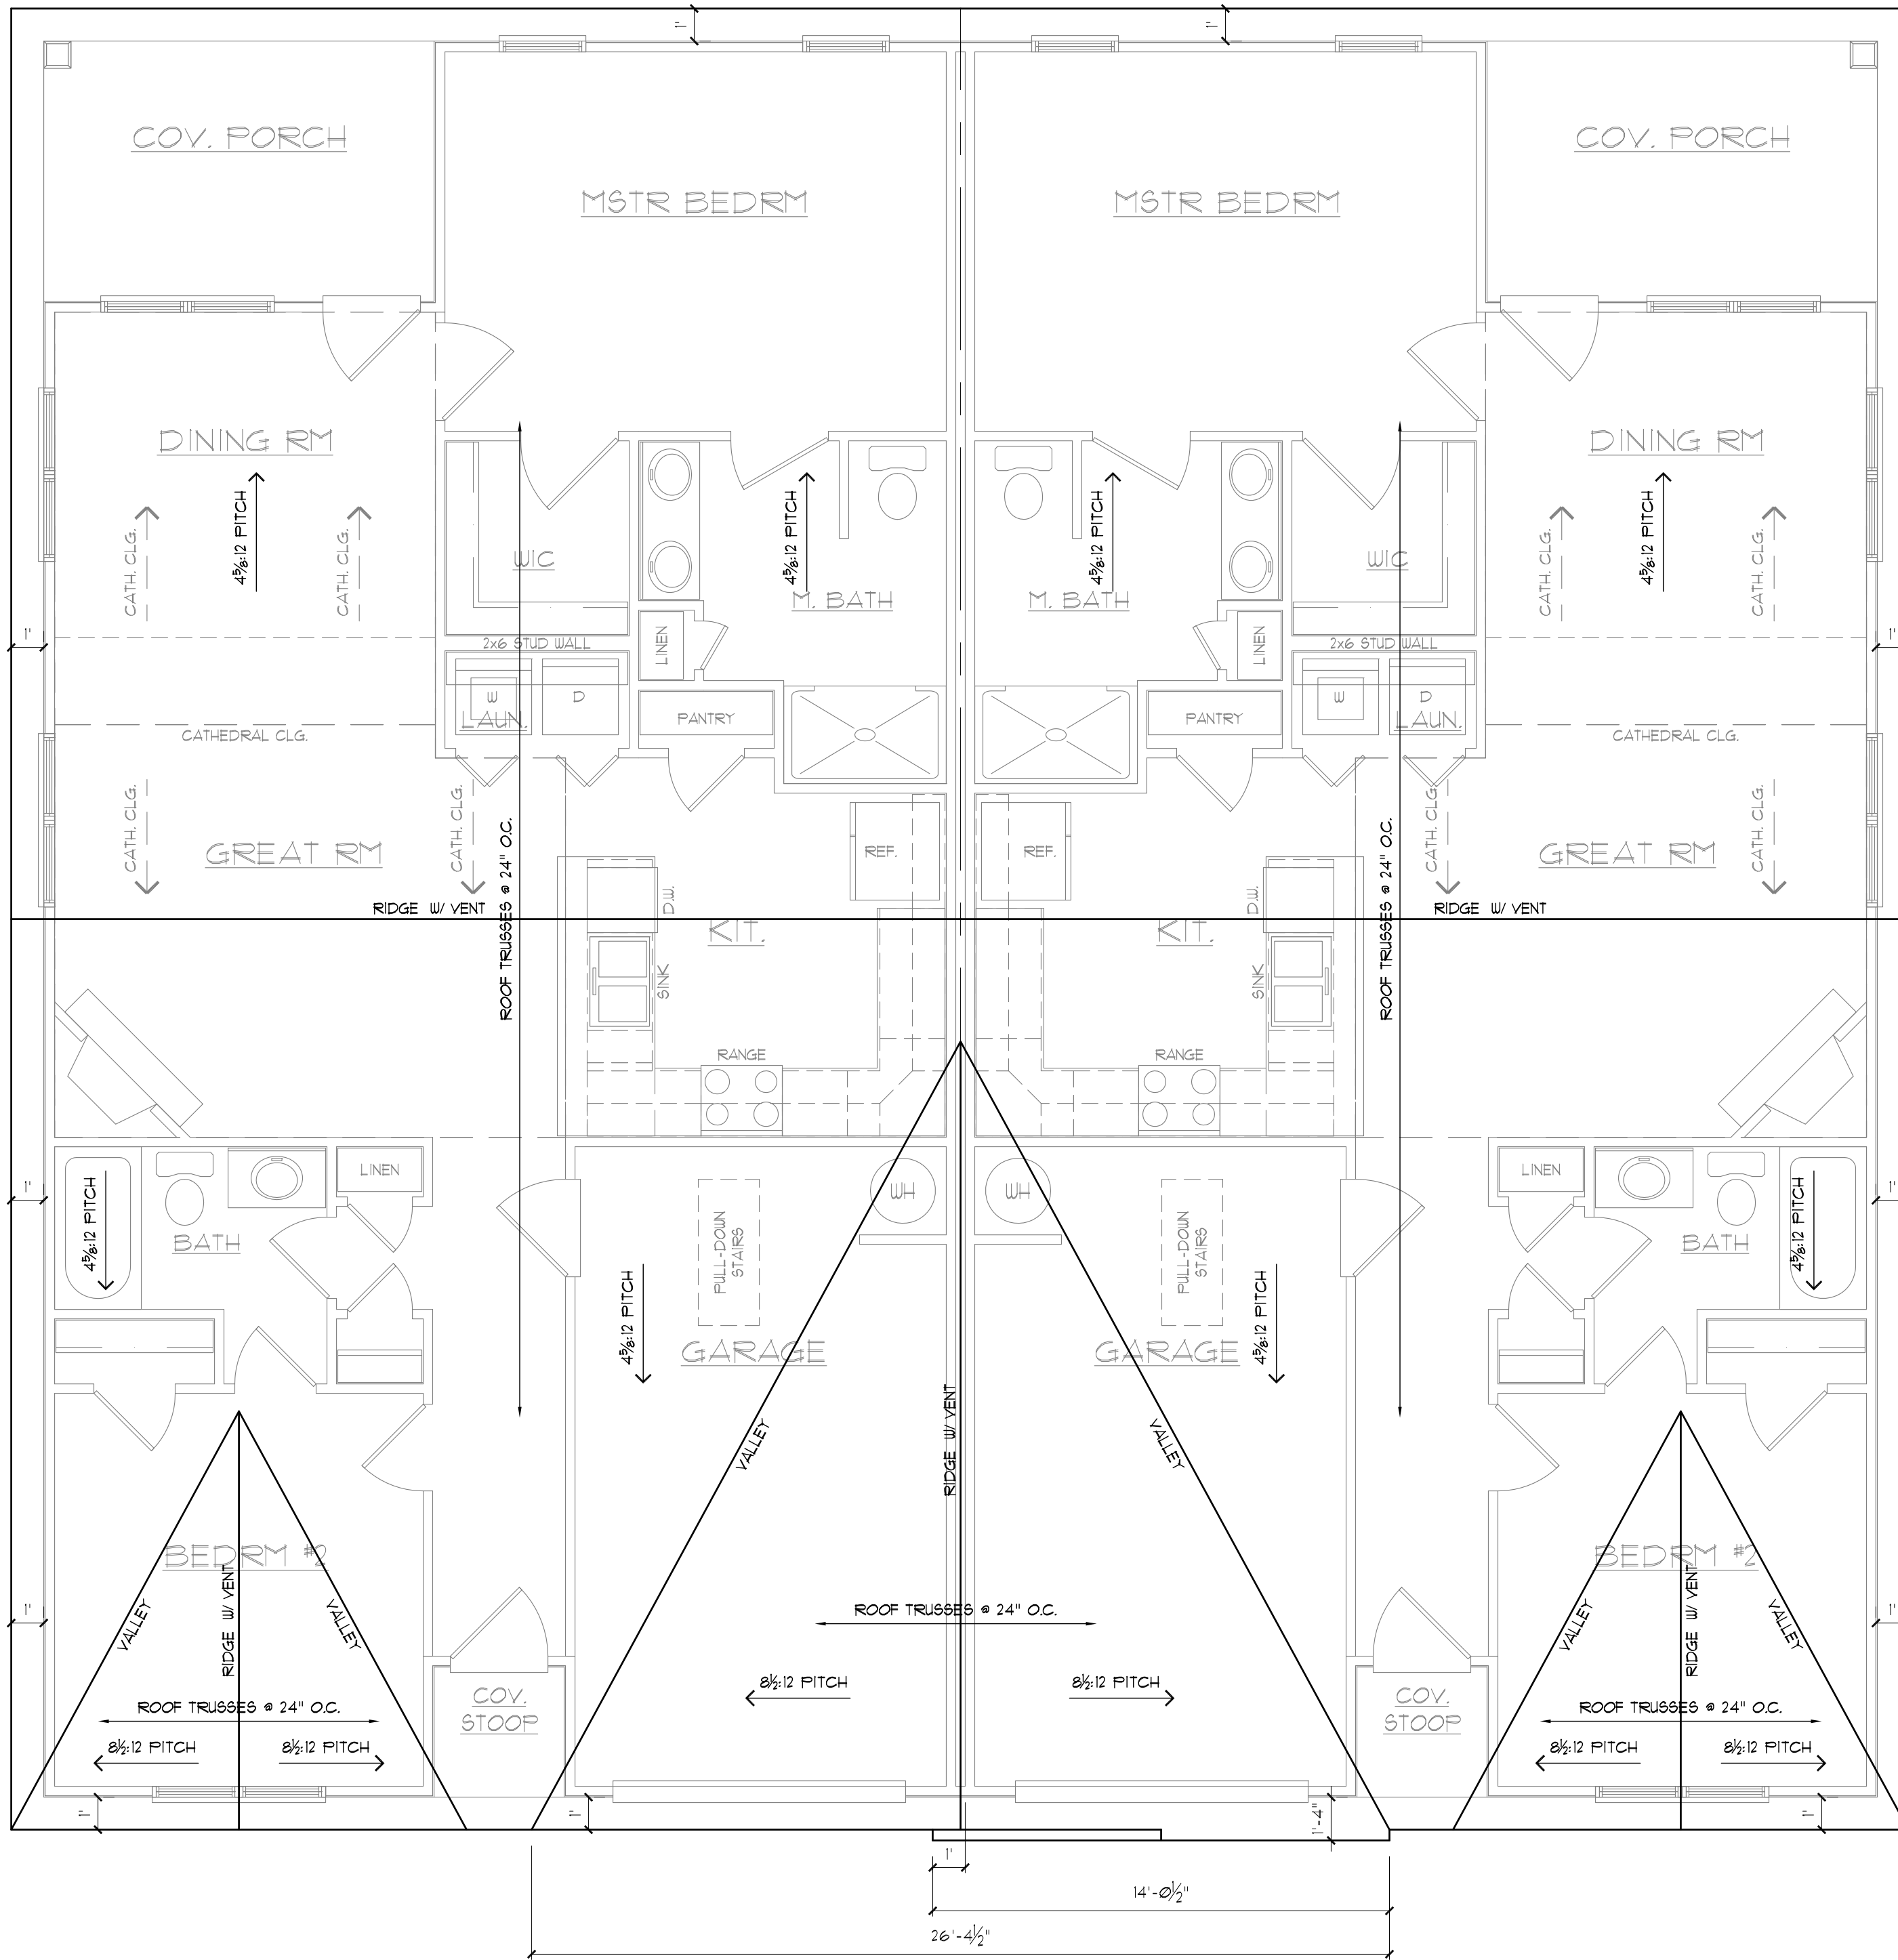 1'
1'
COV. PORCH
COV. PORCH
MSTR BEDRM
MSTR BEDRM
DINING RM
DINING RM
4⅝:12 PITCH
4⅝:12 PITCH
4⅝:12 PITCH
4⅝:12 PITCH
CATH. CLG.
CATH. CLG.
CATH. CLG.
CATH. CLG.
WIC
WIC
M. BATH
M. BATH
1'
1'
2x6 STUD WALL
2x6 STUD WALL
LINEN
LINEN
W
D
LAUN.
W
D
LAUN.
PANTRY
PANTRY
CATHEDRAL CLG.
CATHEDRAL CLG.
CATH. CLG.
CATH. CLG.
CATH. CLG.
CATH. CLG.
GREAT RM
GREAT RM
REF.
REF.
ROOF TRUSSES @ 24" O.C.
ROOF TRUSSES @ 24" O.C.
D.W.
D.W.
RIDGE W/ VENT
RIDGE W/ VENT
KIT.
KIT.
SINK
SINK
RANGE
RANGE
LINEN
LINEN
WH
WH
1'
1'
4⅝:12 PITCH
4⅝:12 PITCH
BATH
BATH
PULL-DOWN
STAIRS
PULL-DOWN
STAIRS
4⅝:12 PITCH
4⅝:12 PITCH
GARAGE
GARAGE
VALLEY
RIDGE W/ VENT
VALLEY
BEDRM #2
BEDRM #2
1'
1'
VALLEY
RIDGE W/ VENT
VALLEY
VALLEY
RIDGE W/ VENT
VALLEY
ROOF TRUSSES @ 24" O.C.
8½:12 PITCH
8½:12 PITCH
COV.
STOOP
COV.
STOOP
ROOF TRUSSES @ 24" O.C.
ROOF TRUSSES @ 24" O.C.
8½:12 PITCH
8½:12 PITCH
8½:12 PITCH
8½:12 PITCH
1'
1'
1'-4"
1'
1'
14'-0½"
26'-4½"